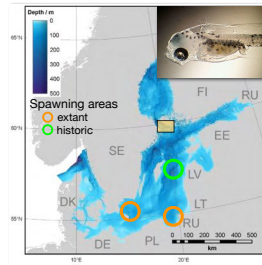 Depth / m
0
100
200
300
400
500
65°N
Spawning areas
extant
historic
FI
RU
60°N
EE
SE
LV
DK
LT
RU
55°N
DE
PL
10°E
20°E
0
100
200
300
400
500
km